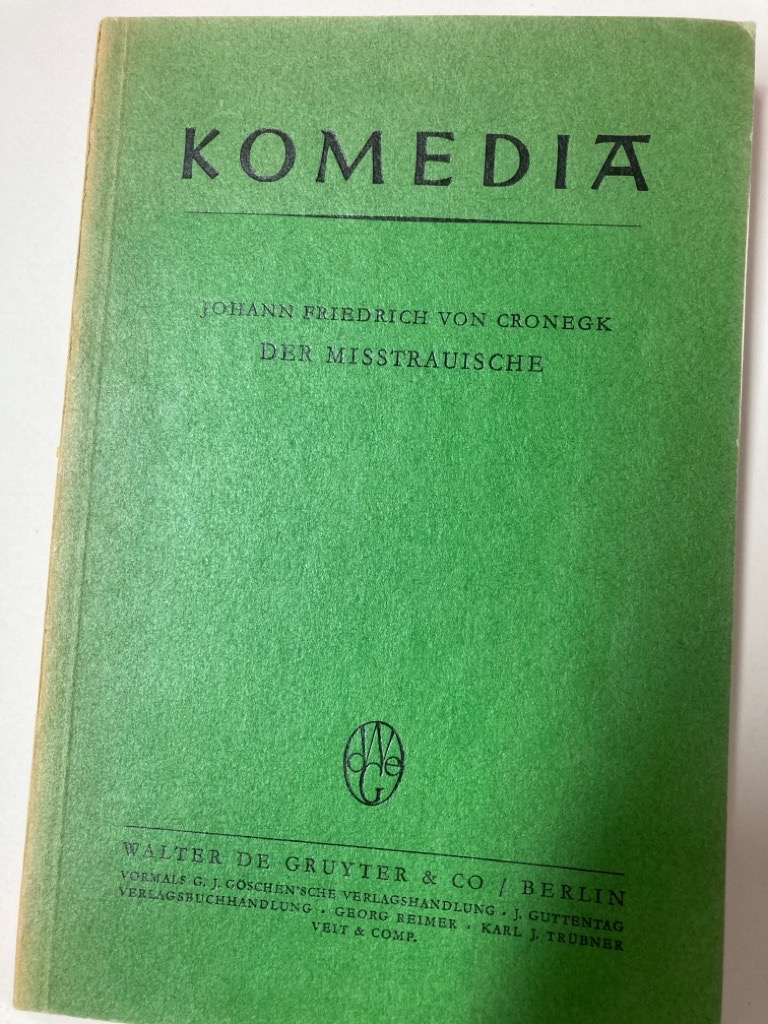 KOMEDIA
JOHANN FRIEDRICH VON CRONEGK
DER MISSTRAUISCHE
W
d e
G
WALTER DE GRUYTER & CO / BERLIN
VORMALS G. J. GÖSCHEN'SCHE VERLAGSHANDLUNG · J. GUTTENTAG
VERLAGSBUCHHANDLUNG · GEORG REIMER · KARL J. TRÜBNER
VEIT & COMP.